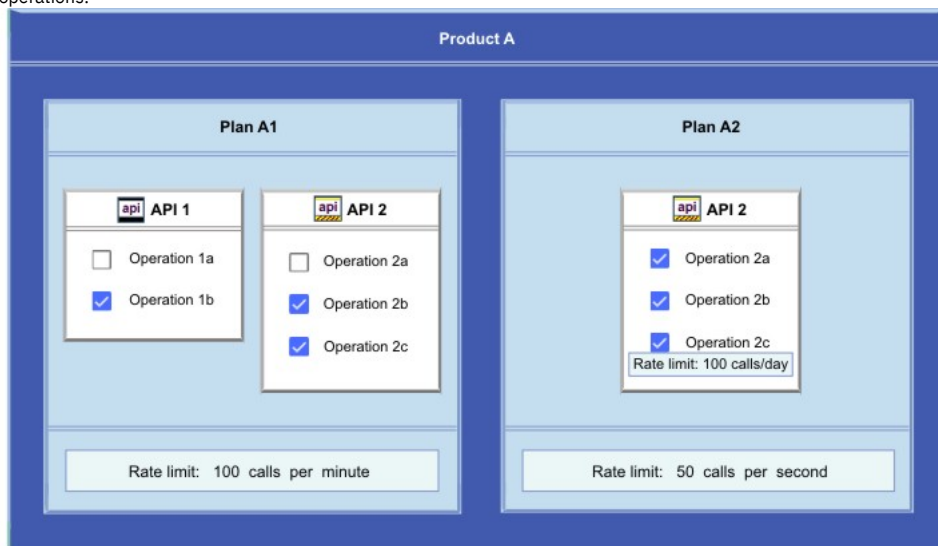 operations.
Product A
Plan A1
api API 1
Operation 1a
Operation 1b
api API 2
Operation 2a
Operation 2b
Operation 2c
Rate limit: 100 calls per minute
Plan A2
api API 2
Operation 2a
Operation 2b
Operation 2c
Rate limit: 100 calls/day
Rate limit: 50 calls per second